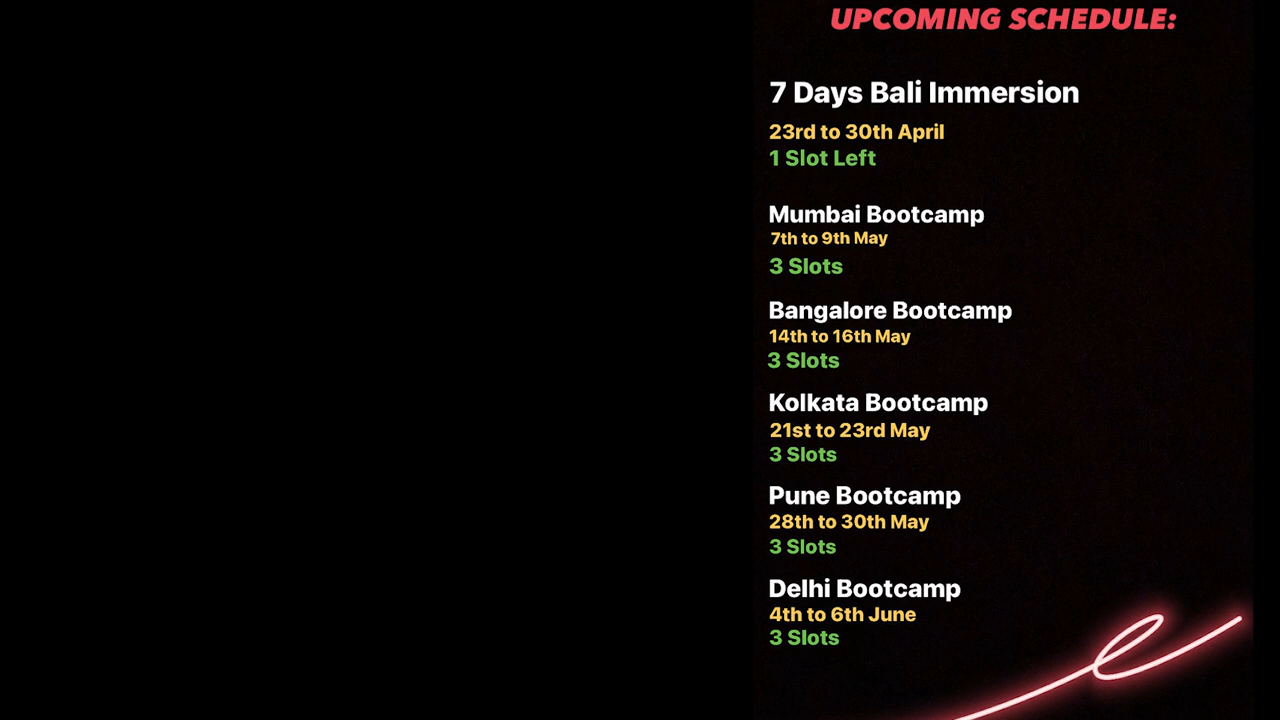 UPCOMING SCHEDULE:
7 Days Bali Immersion
23rd to 30th April
1 Slot Left
Mumbai Bootcamp
7th to 9th May
3 Slots
Bangalore Bootcamp
14th to 16th May
3 Slots
Kolkata Bootcamp
21st to 23rd May
3 Slots
Pune Bootcamp
28th to 30th May
3 Slots
Delhi Bootcamp
4th to 6th June
3 Slots